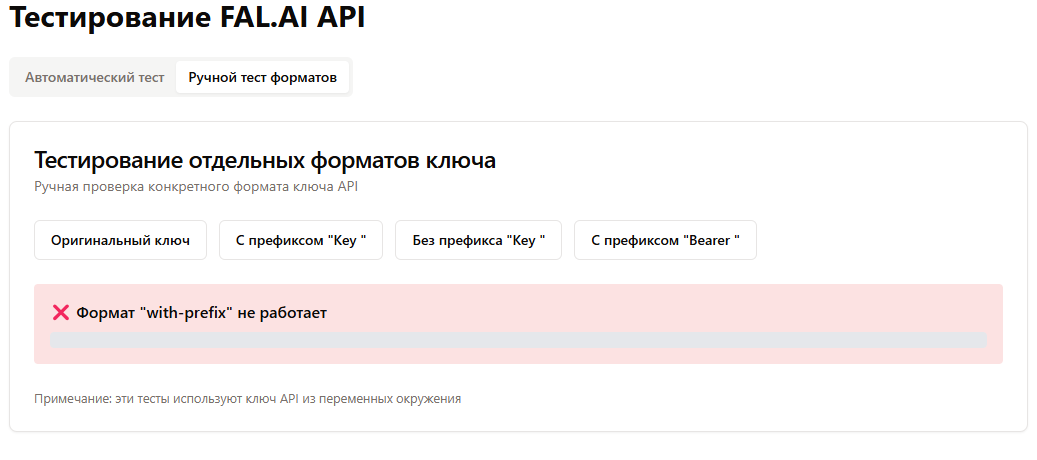 Тестирование FAL.AI API
Автоматический тест Ручной тест форматов
Тестирование отдельных форматов ключа
Ручная проверка конкретного формата ключа API
Оригинальный ключ С префиксом "Key " Без префикса "Key " С префиксом "Bearer "
❌ Формат "with-prefix" не работает
Примечание: эти тесты используют ключ API из переменных окружения